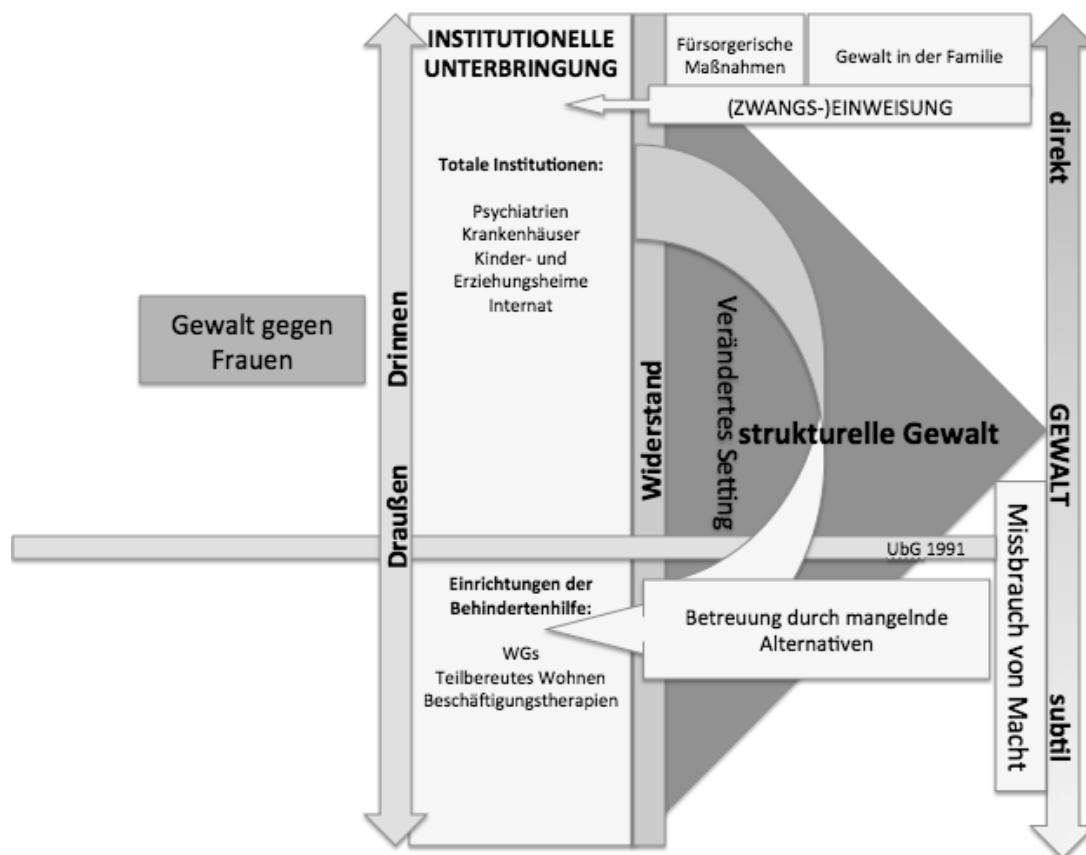 INSTITUTIONELLE
UNTERBRINGUNG
Fürsorgerische
Maßnahmen
Gewalt in der Familie
(ZWANGS-)EINWEISUNG
direkt
Totale Institutionen:
Psychiatrien
Krankenhäuser
Kinder- und
Erziehungsheime
Internat
Gewalt gegen
Frauen
Drinnen
Draußen
Widerstand
Verändertes Setting
strukturelle Gewalt
GEWALT
UbG 1991
Missbrauch von Macht
Einrichtungen der
Behindertenhilfe:
WGs
Teilbereutes Wohnen
Beschäftigungstherapien
Betreuung durch mangelnde
Alternativen
subtil